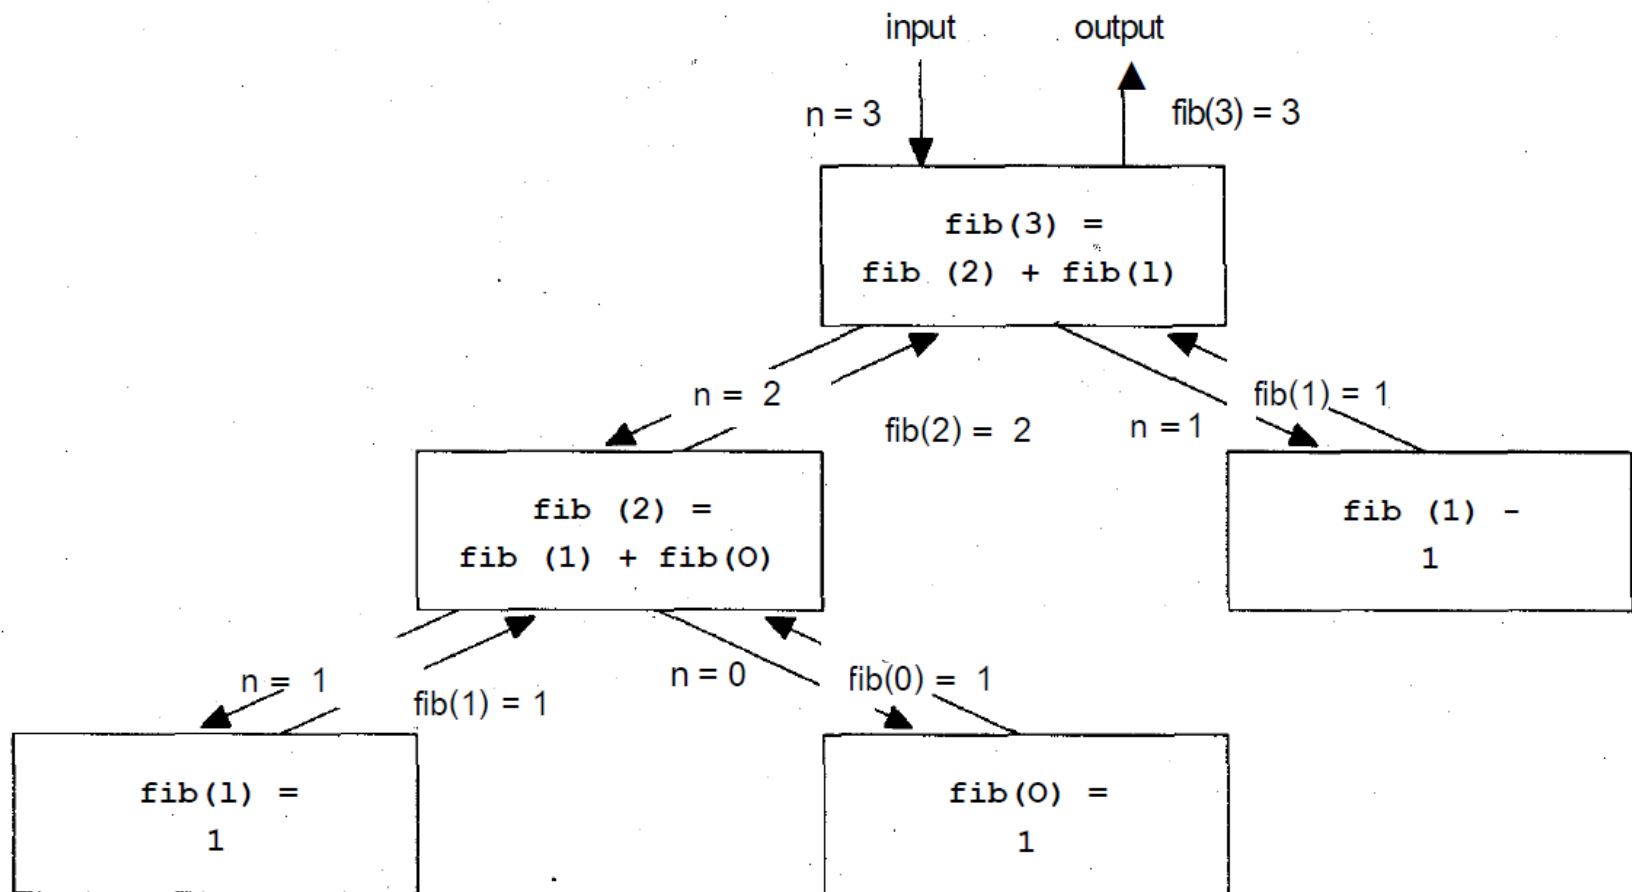 input
output
n = 3
fib(3) = 3
fib(3) =
fib (2) + fib(1)
n = 2
fib(2) = 2
n = 1
fib(1) = 1
fib (2) =
fib (1) + fib(O)
fib (1) -
1
n = 1
fib(1) = 1
n = 0
fib(0) = 1
fib(1) =
1
fib(O) =
1